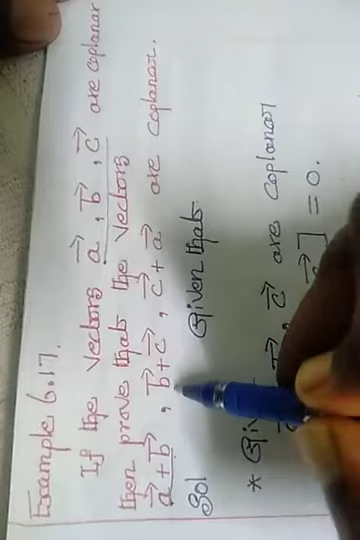 Example 6.17.
If the vectors a⃗, b⃗, c⃗ are coplanar
then prove that the vectors
a⃗ + b⃗, b⃗ + c⃗, c⃗ + a⃗ are coplanar.
Sol Given that
* c⃗ are coplanar
] = 0.